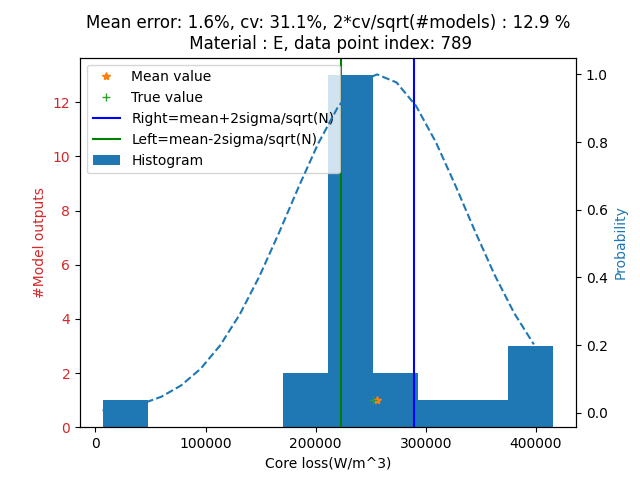 Mean error: 1.6%, cv: 31.1%, 2*cv/sqrt(#models) : 12.9 %
Material : E, data point index: 789
Mean value
True value
Right=mean+2sigma/sqrt(N)
Left=mean-2sigma/sqrt(N)
Histogram
#Model outputs
0
2
4
6
8
10
12
Probability
0.0
0.2
0.4
0.6
0.8
1.0
0 100000 200000 300000 400000
Core loss(W/m^3)